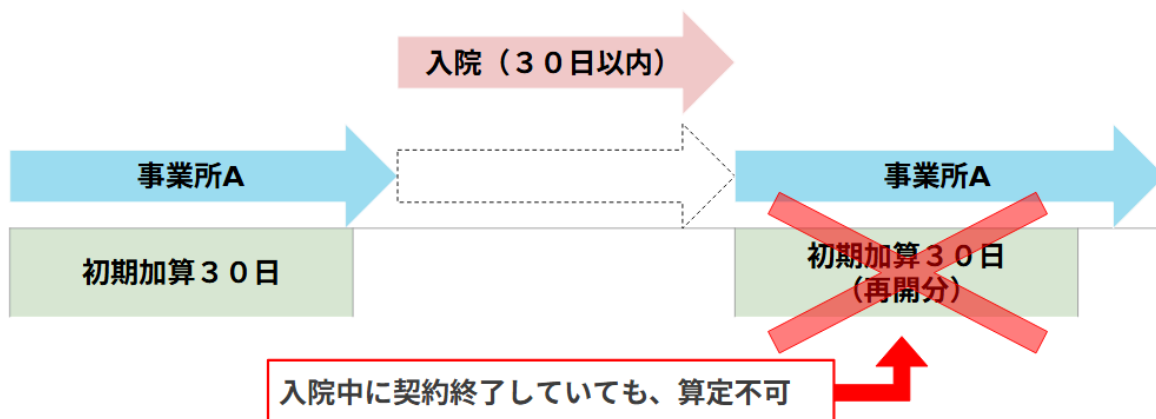 入院（３０日以内）
事業所A
事業所A
初期加算３０日
初期加算３０日
（再開分）
入院中に契約終了していても、算定不可